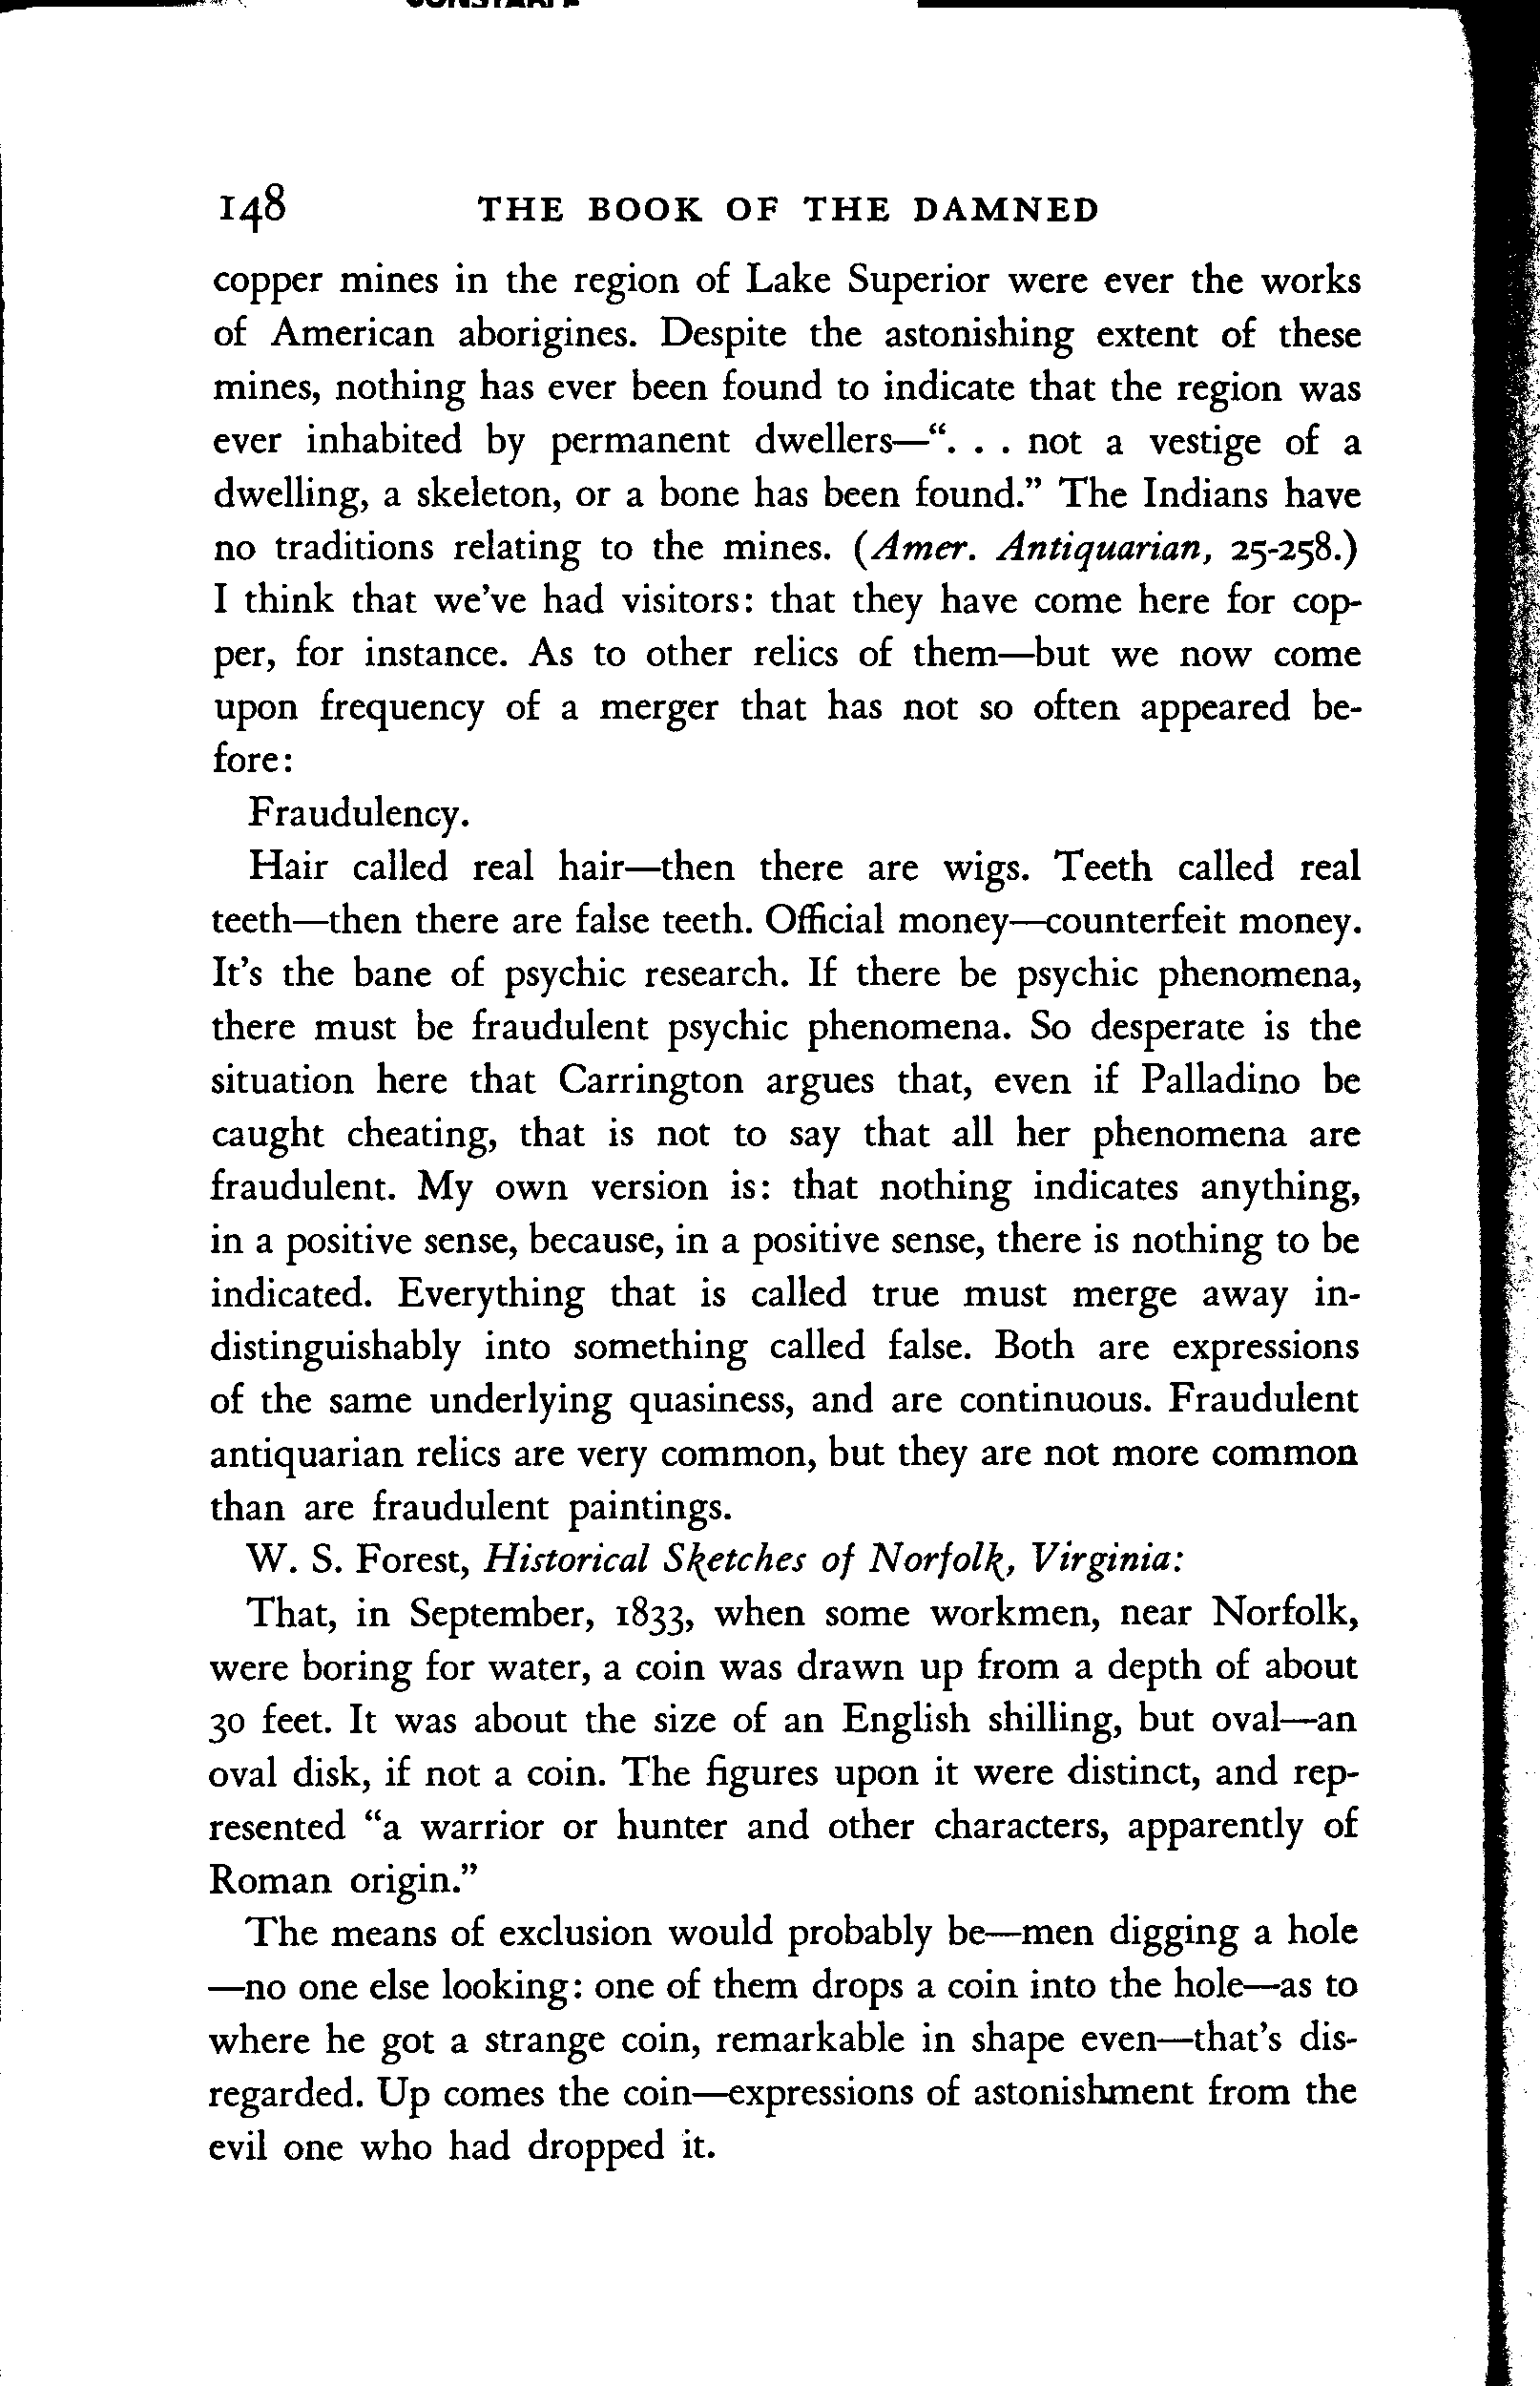 148 THE BOOK OF THE DAMNED
copper mines in the region of Lake Superior were ever the works
of American aborigines. Despite the astonishing extent of these
mines, nothing has ever been found to indicate that the region was
ever inhabited by permanent dwellers—“. . . not a vestige of a
dwelling, a skeleton, or a bone has been found.” The Indians have
no traditions relating to the mines. (Amer. Antiquarian, 25-258.)
I think that we’ve had visitors: that they have come here for cop-
per, for instance. As to other relics of them—but we now come
upon frequency of a merger that has not so often appeared be-
fore:
Fraudulency.
Hair called real hair—then there are wigs. Teeth called real
teeth—then there are false teeth. Official money—counterfeit money.
It’s the bane of psychic research. If there be psychic phenomena,
there must be fraudulent psychic phenomena. So desperate is the
situation here that Carrington argues that, even if Palladino be
caught cheating, that is not to say that all her phenomena are
fraudulent. My own version is: that nothing indicates anything,
in a positive sense, because, in a positive sense, there is nothing to be
indicated. Everything that is called true must merge away in-
distinguishably into something called false. Both are expressions
of the same underlying quasiness, and are continuous. Fraudulent
antiquarian relics are very common, but they are not more common
than are fraudulent paintings.
W. S. Forest, Historical Sketches of Norfolk, Virginia:
That, in September, 1833, when some workmen, near Norfolk,
were boring for water, a coin was drawn up from a depth of about
30 feet. It was about the size of an English shilling, but oval—an
oval disk, if not a coin. The figures upon it were distinct, and rep-
resented “a warrior or hunter and other characters, apparently of
Roman origin.”
The means of exclusion would probably be—men digging a hole
—no one else looking: one of them drops a coin into the hole—as to
where he got a strange coin, remarkable in shape even—that’s dis-
regarded. Up comes the coin—expressions of astonishment from the
evil one who had dropped it.